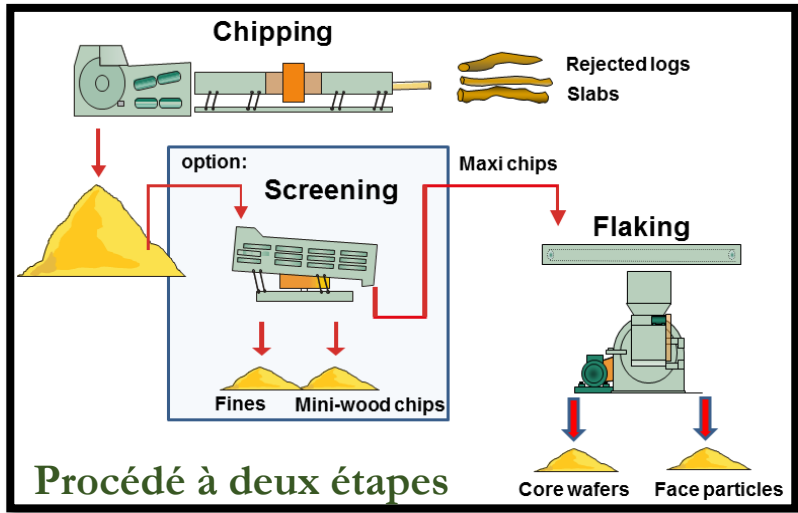 Chipping
Rejected logs
Slabs
option:
Screening
Maxi chips
Flaking
Fines
Mini-wood chips
Core wafers
Face particles
Procédé à deux étapes